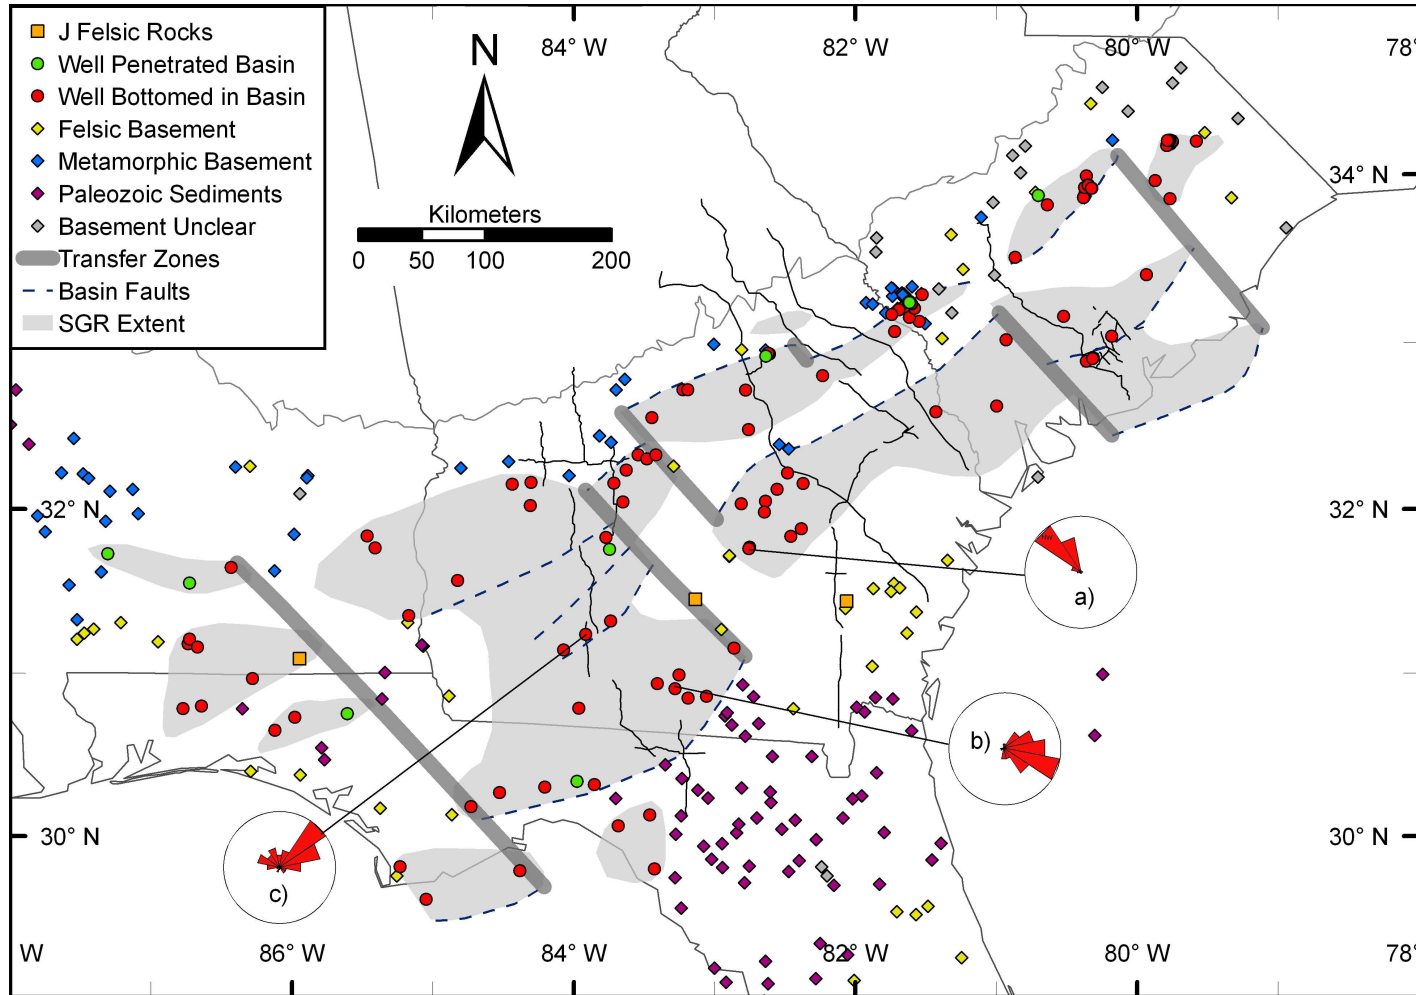 J Felsic Rocks
Well Penetrated Basin
Well Bottomed in Basin
Felsic Basement
Metamorphic Basement
Paleozoic Sediments
Basement Unclear
Transfer Zones
Basin Faults
SGR Extent
N
Kilometers
0 50 100 200
84° W 82° W 80° W 78°
34° N
32° N 32° N
30° N 30° N
a)
b)
c)
W 86° W 84° W 82° W 80° W 78°